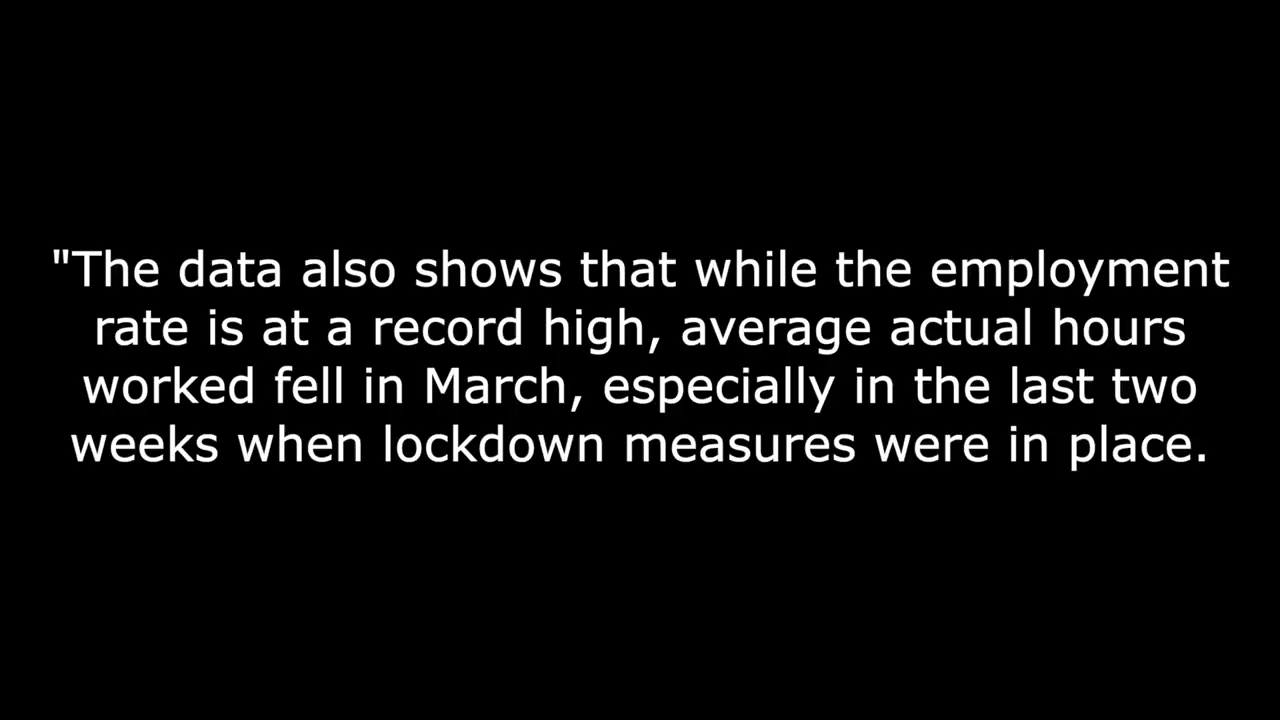 "The data also shows that while the employment
rate is at a record high, average actual hours
worked fell in March, especially in the last two
weeks when lockdown measures were in place.